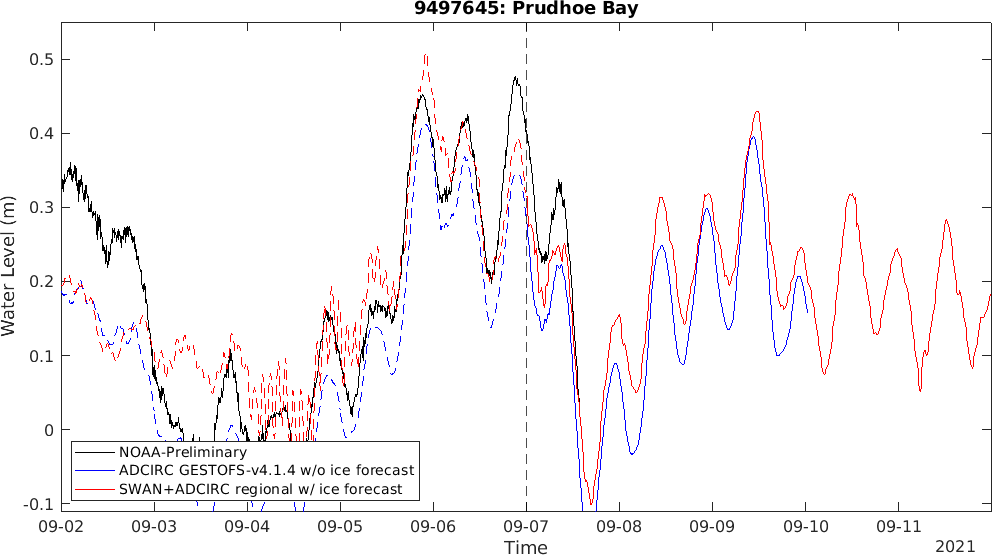 9497645: Prudhoe Bay
Water Level (m)
0.5
0.4
0.3
0.2
0.1
0
-0.1
NOAA-Preliminary
ADCIRC GESTOFS-v4.1.4 w/o ice forecast
SWAN+ADCIRC regional w/ ice forecast
09-02 09-03 09-04 09-05 09-06 09-07 09-08 09-09 09-10 09-11
Time
2021